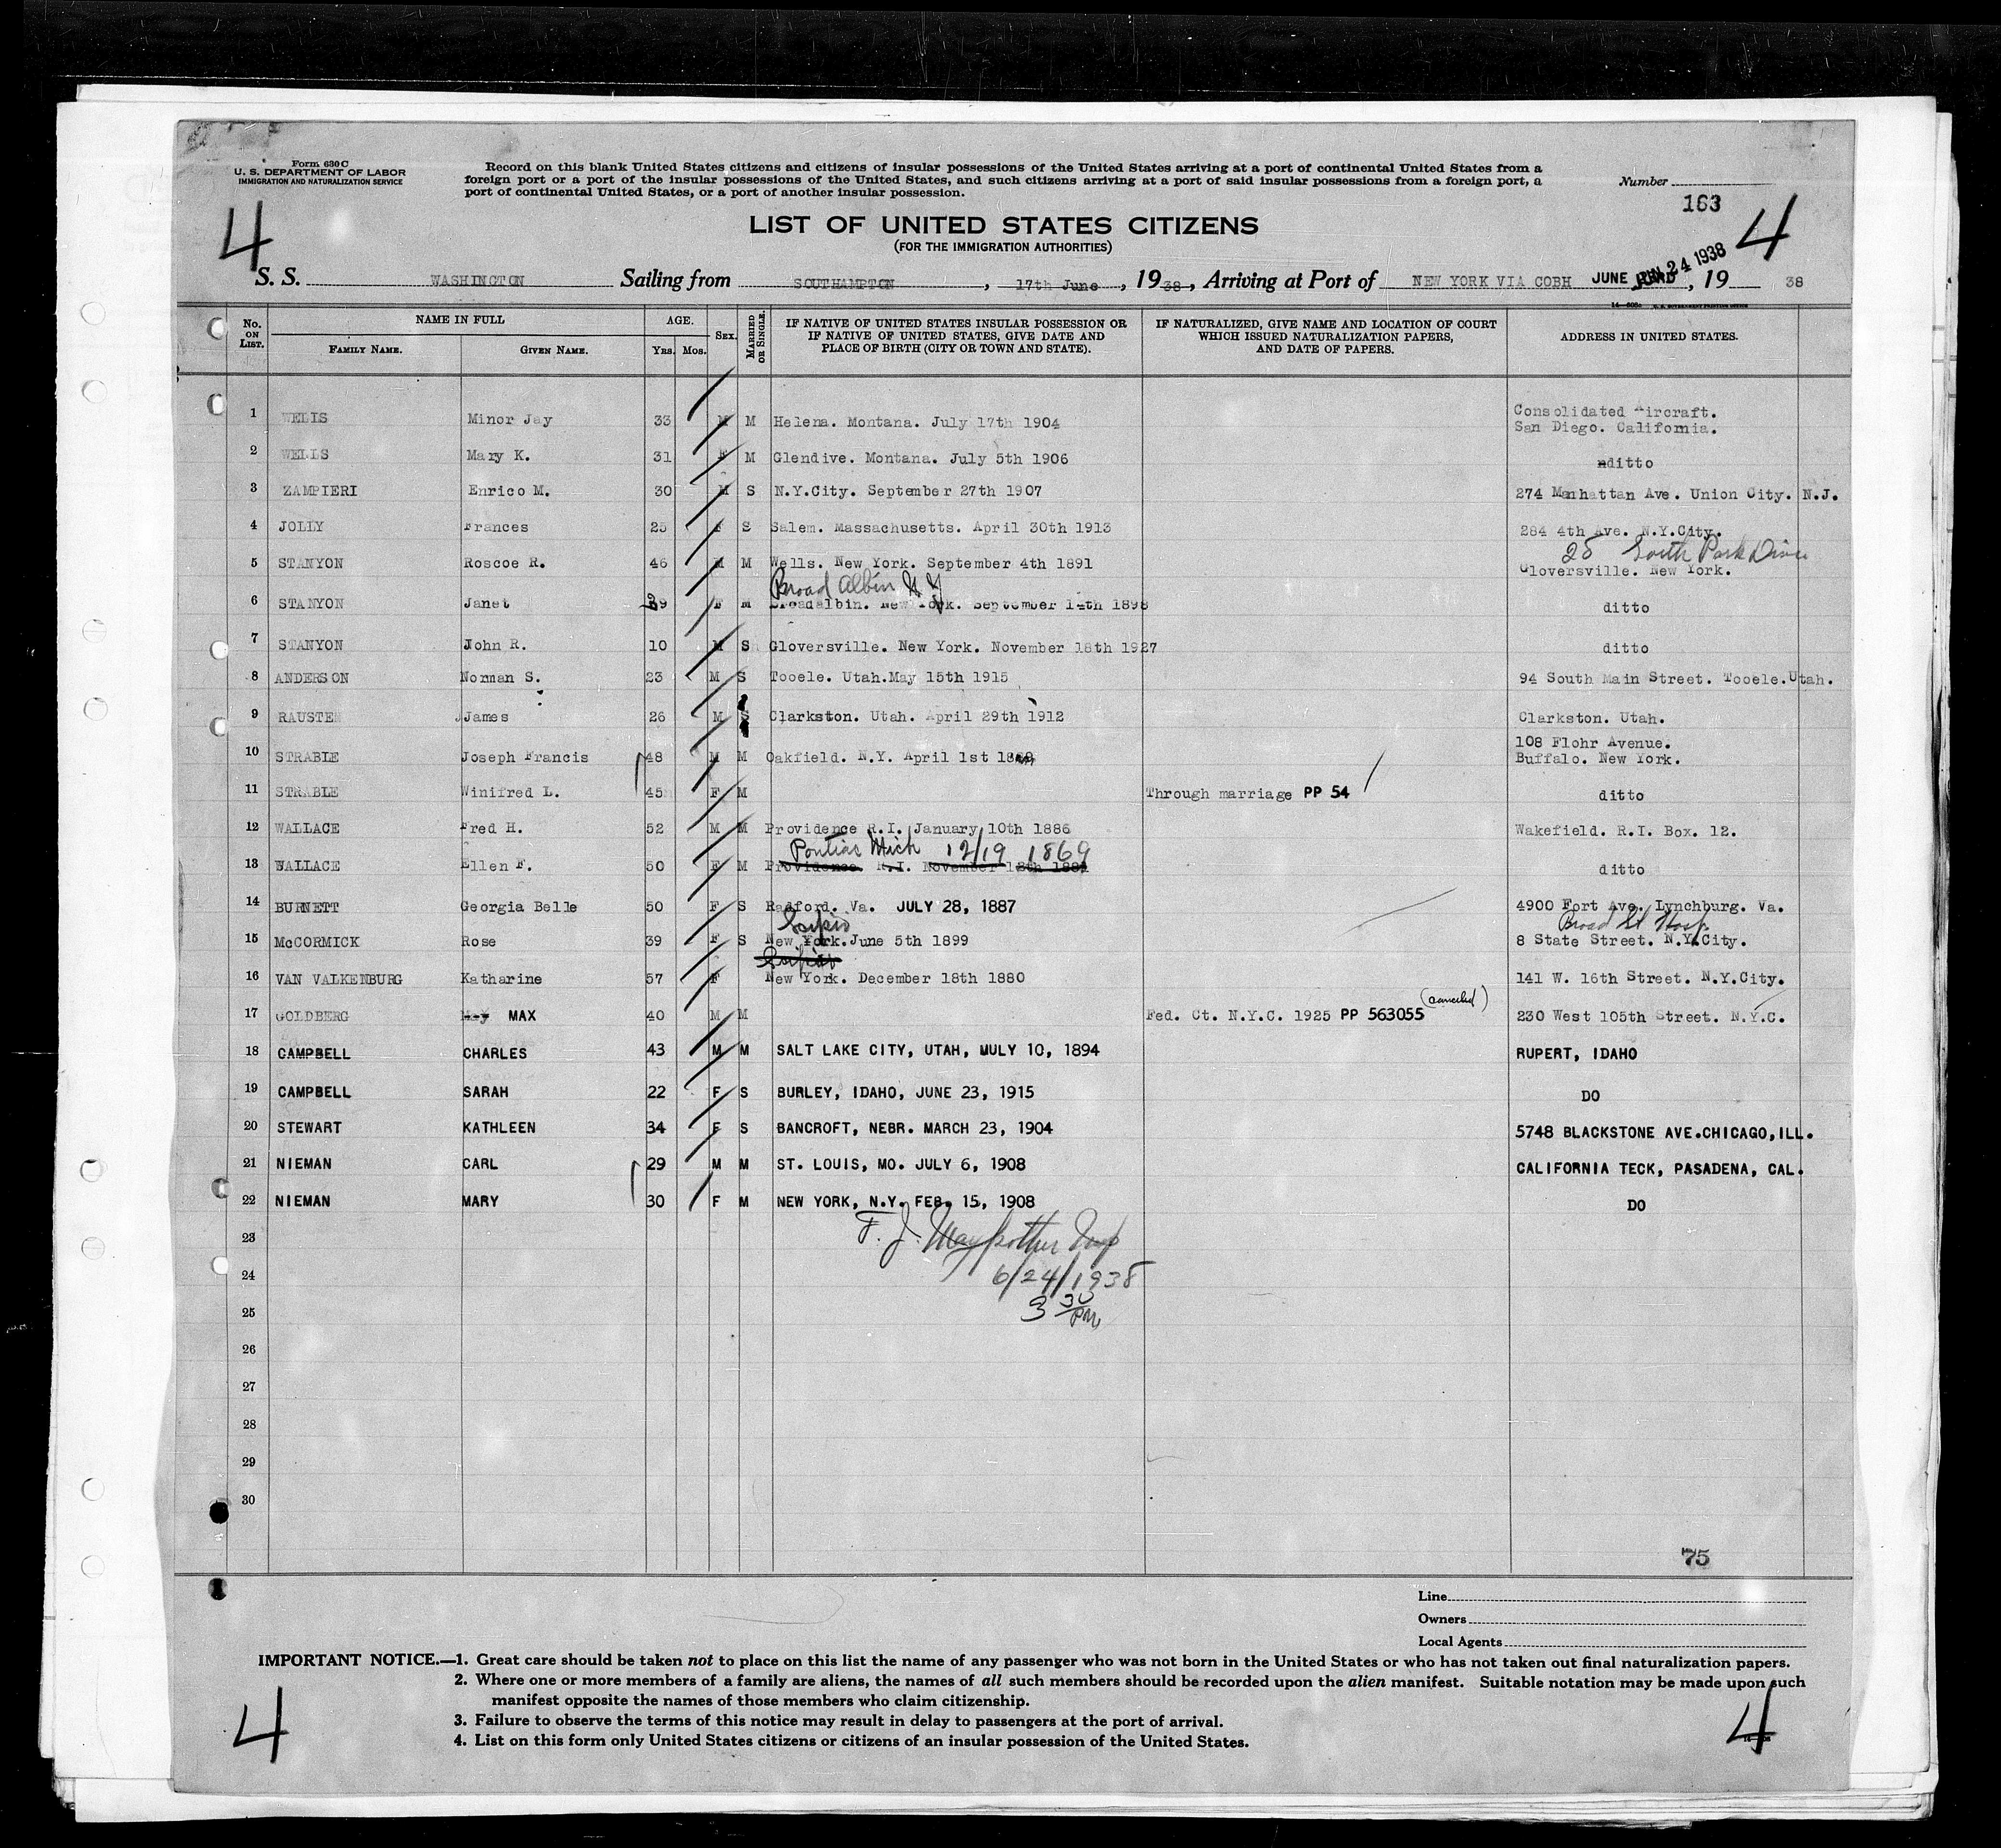 Form 630 C
U. S. DEPARTMENT OF LABOR
IMMIGRATION AND NATURALIZATION SERVICE
Record on this blank United States citizens and citizens of insular possessions of the United States arriving at a port of continental United States from a
foreign port or a port of the insular possessions of the United States, and such citizens arriving at a port of said insular possessions from a foreign port, a
port of continental United States, or a port of another insular possession.
Number
163
4
4
LIST OF UNITED STATES CITIZENS
(FOR THE IMMIGRATION AUTHORITIES)
S. S. WASHINGTON Sailing from SOUTHAMPTON, 17th June, 1938, Arriving at Port of NEW YORK VIA COBH JUNE JUN 24 1938, 19 38
No. ON LIST. NAME IN FULL AGE. SEX. MARRIED OR SINGLE. IF NATIVE OF UNITED STATES INSULAR POSSESSION OR IF NATIVE OF UNITED STATES, GIVE DATE AND PLACE OF BIRTH (CITY OR TOWN AND STATE). IF NATURALIZED, GIVE NAME AND LOCATION OF COURT WHICH ISSUED NATURALIZATION PAPERS, AND DATE OF PAPERS. ADDRESS IN UNITED STATES.
FAMILY NAME. GIVEN NAME. YRS. MOS.
1 WELLS Minor Jay 33 M M Helena. Montana. July 17th 1904 Consolidated Aircraft. San Diego. California.
2 WELLS Mary K. 31 F M Glendive. Montana. July 5th 1906 ditto
3 ZAMPIERI Enrico M. 30 M S N.Y.City. September 27th 1907 274 Manhattan Ave. Union City. N.J.
4 JOLLY Frances 25 F S Salem. Massachusetts. April 30th 1913 284 4th Ave. N.Y.City.
25 South Park Drive
5 STANYON Roscoe R. 46 M M Wells. New York. September 4th 1891 Gloversville. New York.
Broad Albin N Y
6 STANYON Janet 39 F M Broadalbin. New York. September 14th 1898 ditto
7 STANYON John R. 10 M S Gloversville. New York. November 18th 1927 ditto
8 ANDERSON Norman S. 23 M S Tooele. Utah.May 15th 1915 94 South Main Street. Tooele.Utah.
9 RAUSTEN James 26 M S Clarkston. Utah. April 29th 1912 Clarkston. Utah.
10 STRABLE Joseph Francis 48 M M Oakfield. N.Y. April 1st 108 Flohr Avenue. Buffalo. New York.
11 STRABLE Winifred L. 45 F M Through marriage PP 54 ditto
12 WALLACE Fred H. 52 M M Providence R.I. January 10th 1886 Wakefield. R.I. Box. 12.
Pontiac Mich 12/19 1869
13 WALLACE Ellen F. 50 F M Providence R.I. November 18th ditto
14 BURNETT Georgia Belle 50 F S Radford. Va. JULY 28, 1887 4900 Fort Ave. Lynchburg. Va.
Scipio Broad St Hosp
15 McCORMICK Rose 39 F S New York.June 5th 1899 8 State Street. N.Y.City.
Scipio
16 VAN VALKENBURG Katharine 57 F New York. December 18th 1880 141 W. 16th Street. N.Y.City.
(canceled)
17 GOLDBERG May MAX 40 M M Fed. Ct. N.Y.C. 1925 PP 563055 230 West 105th Street. N.Y.C.
18 CAMPBELL CHARLES 43 M M SALT LAKE CITY, UTAH, MULY 10, 1894 RUPERT, IDAHO
19 CAMPBELL SARAH 22 F S BURLEY, IDAHO, JUNE 23, 1915 DO
20 STEWART KATHLEEN 34 F S BANCROFT, NEBR. MARCH 23, 1904 5748 BLACKSTONE AVE.CHICAGO,ILL.
21 NIEMAN CARL 29 M M ST. LOUIS, MO. JULY 6, 1908 CALIFORNIA TECK, PASADENA, CAL.
22 NIEMAN MARY 30 F M NEW YORK, N.Y. FEB. 15, 1908 DO
23 F. J. Insp
24 6/24/1938
25 3 30 PM
26
27
28
29
30
75
Line
Owners
Local Agents
IMPORTANT NOTICE.—1. Great care should be taken not to place on this list the name of any passenger who was not born in the United States or who has not taken out final naturalization papers.
2. Where one or more members of a family are aliens, the names of all such members should be recorded upon the alien manifest. Suitable notation may be made upon such
manifest opposite the names of those members who claim citizenship.
3. Failure to observe the terms of this notice may result in delay to passengers at the port of arrival.
4. List on this form only United States citizens or citizens of an insular possession of the United States.
4
4